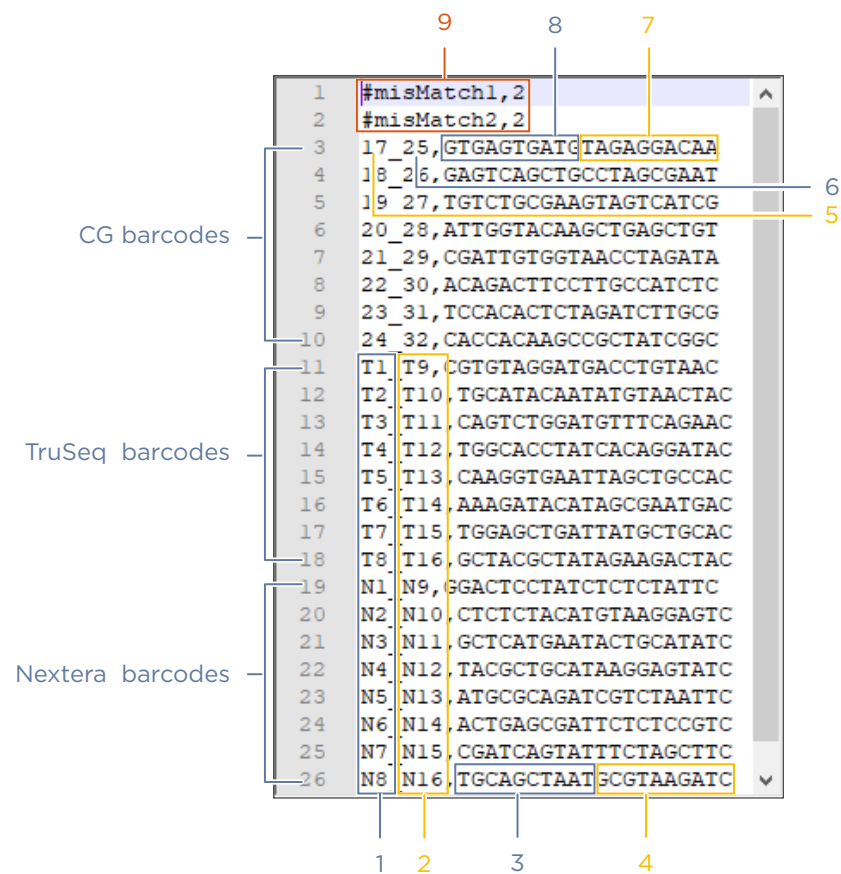 9 8 7
1 #misMatch1,2
2 #misMatch2,2
3 17_25,GTGAGTGATGTAGAGGACAA
4 18_26,GAGTCAGCTGCCTAGCGAAT
6
5 19_27,TGTCTGCGAAGTAGTCATCG
5
CG barcodes
6 20_28,ATTGGTACAAGCTGAGCTGT
7 21_29,CGATTGTGGTAACCTAGATA
8 22_30,ACAGACTTCCTTGCCATCTC
9 23_31,TCCACACTCTAGATCTTGCG
10 24_32,CACCACAAGCCGCTATCGGC
11 T1_T9,CGTGTAGGATGACCTGTAAC
12 T2_T10,TGCATACAATATGTAACTAC
13 T3_T11,CAGTCTGGATGTTTCAGAAC
TruSeq barcodes
14 T4_T12,TGGCACCTATCACAGGATAC
15 T5_T13,CAAGGTGAATTAGCTGCCAC
16 T6_T14,AAAGATACATAGCGAATGAC
17 T7_T15,TGGAGCTGATTATGCTGCAC
18 T8_T16,GCTACGCTATAGAAGACTAC
19 N1_N9,GGACTCCTATCTCTCTATTC
20 N2_N10,CTCTCTACATGTAAGGAGTC
21 N3_N11,GCTCATGAATACTGCATATC
Nextera barcodes
22 N4_N12,TACGCTGCATAAGGAGTATC
23 N5_N13,ATGCGCAGATCGTCTAATTC
24 N6_N14,ACTGAGCGATTCTCTCCGTC
25 N7_N15,CGATCAGTATTTCTAGCTTC
26 N8_N16,TGCAGCTAATGCGTAAGATC
1 2 3 4